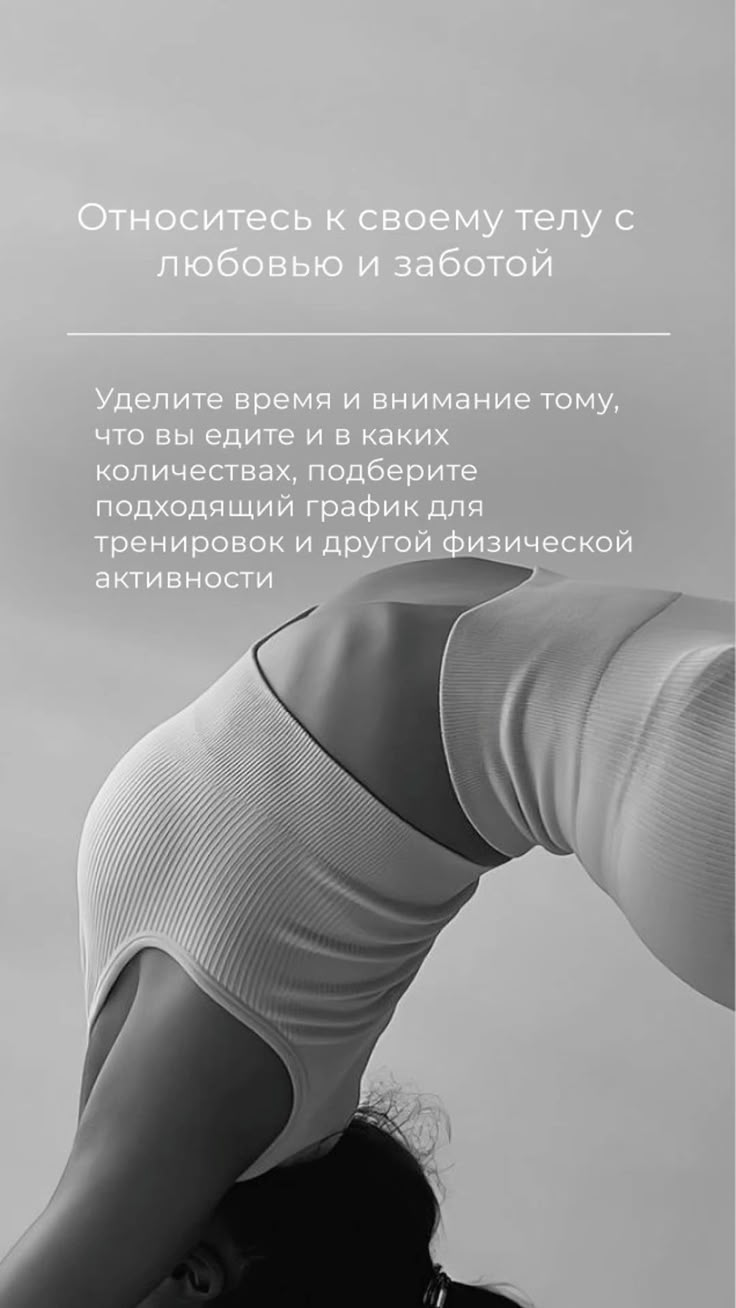 Относитесь к своему телу с
любовью и заботой
Уделите время и внимание тому,
что вы едите и в каких
количествах, подберите
подходящий график для
тренировок и другой физической
активности